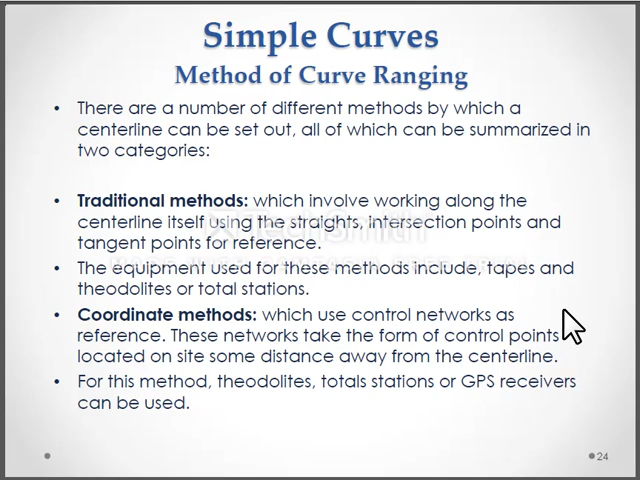 Simple Curves
Method of Curve Ranging
• There are a number of different methods by which a
centerline can be set out, all of which can be summarized in
two categories:
• Traditional methods: which involve working along the
centerline itself using the straights, intersection points and
tangent points for reference.
• The equipment used for these methods include, tapes and
theodolites or total stations.
• Coordinate methods: which use control networks as
reference. These networks take the form of control points
located on site some distance away from the centerline.
• For this method, theodolites, totals stations or GPS receivers
can be used.
24
TechSmith